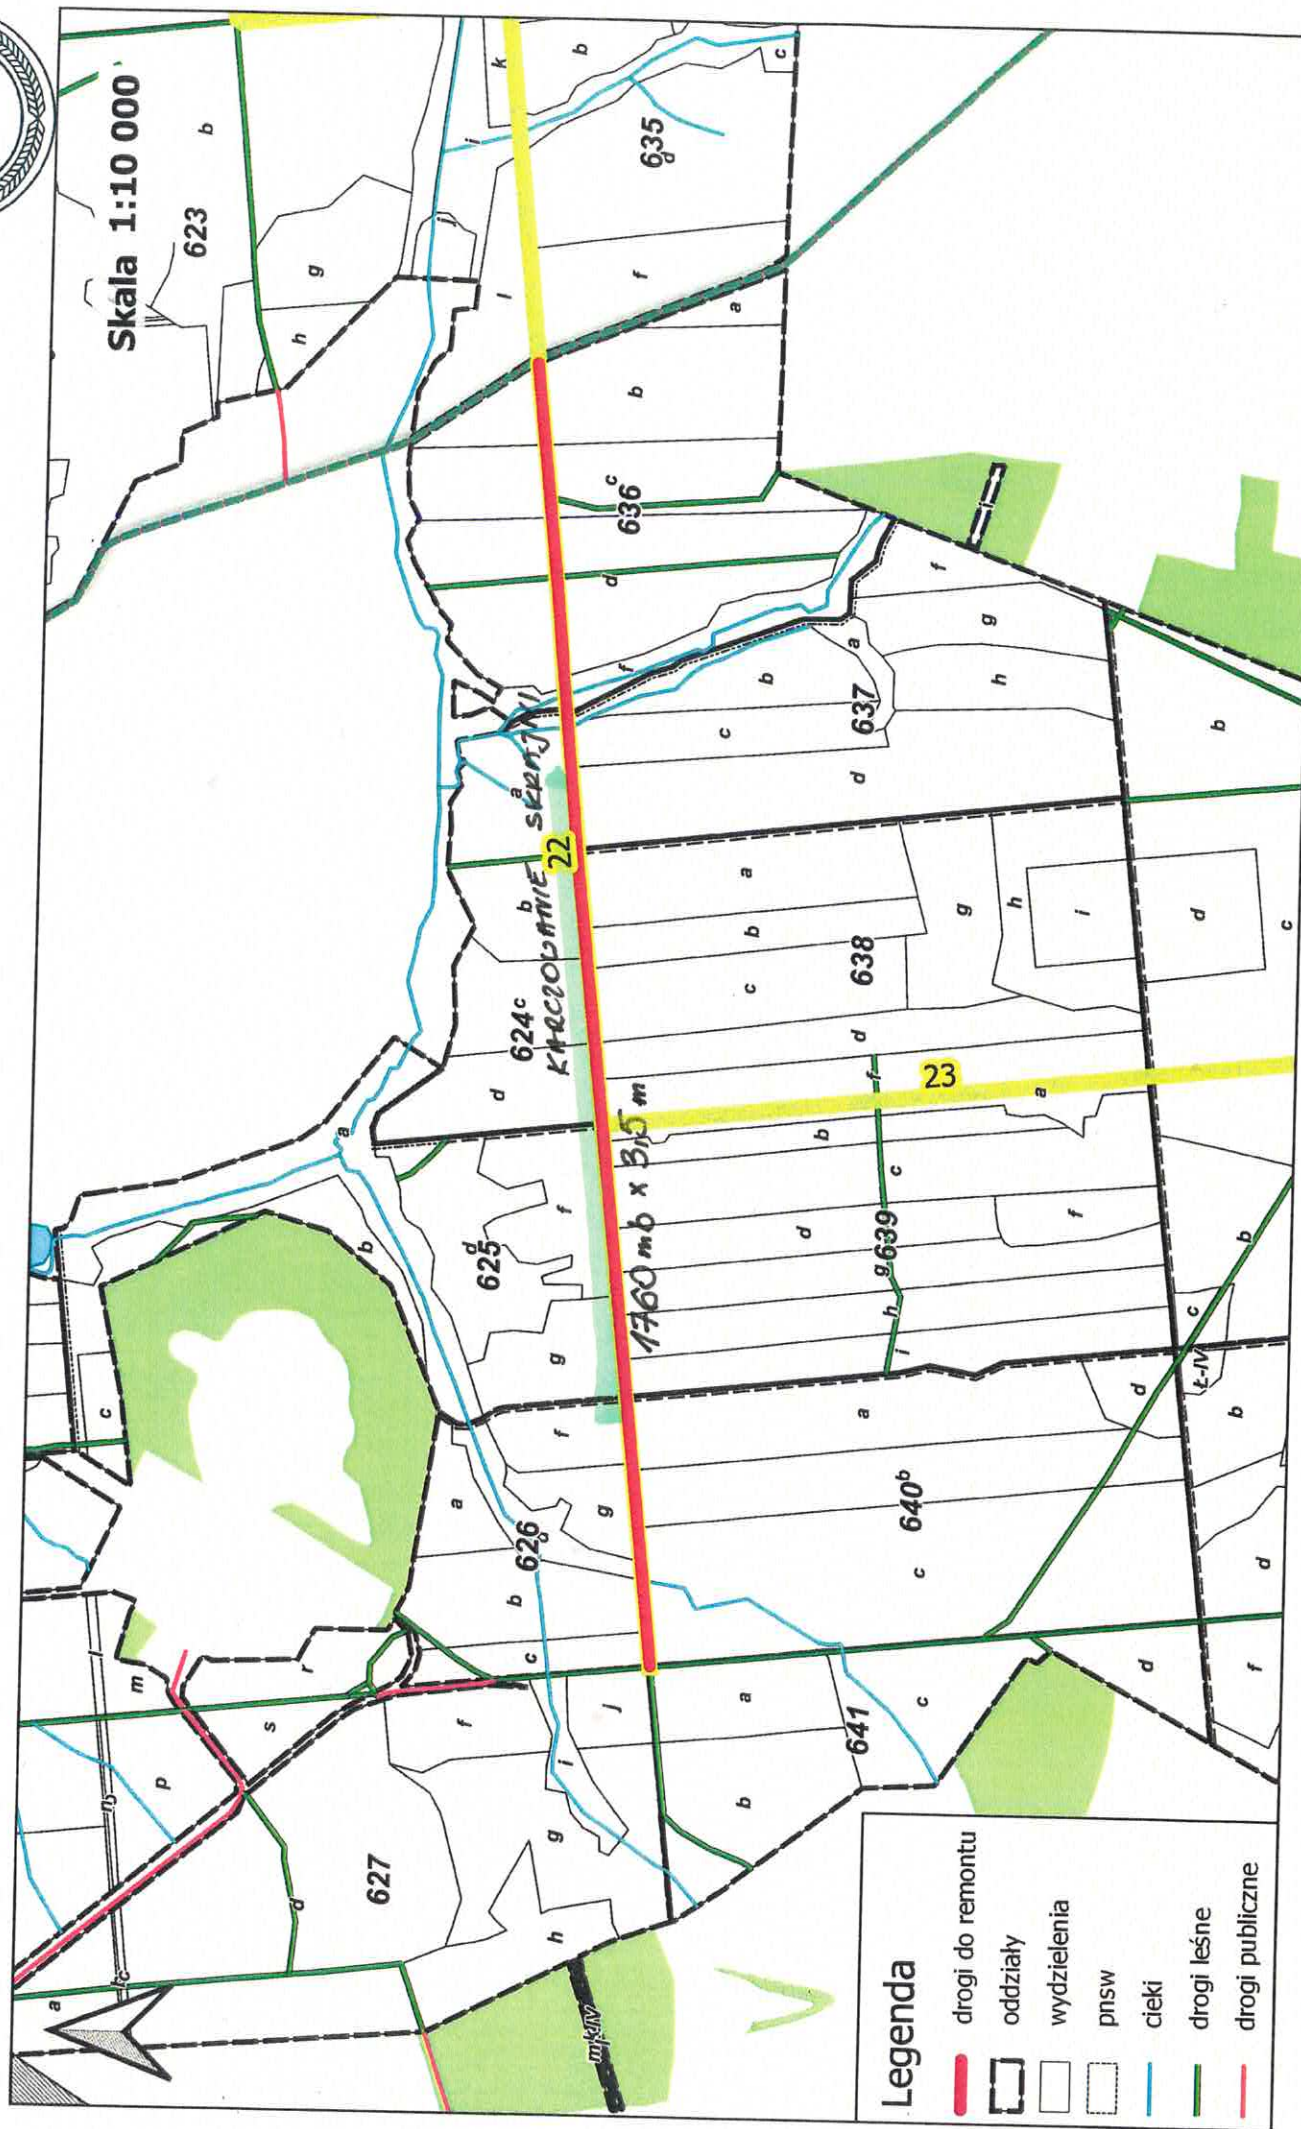 Skala 1:10 000
b
623
g
h
j
i
k
b
c
635
d
l
f
a
b
c
636
d
f
a
b
637
c
d
f
g
h
l
b
KARCZOWANIE SKRAJNI
22
1760 mb x 3,5 m
a
b
624 c
d
a
b
c
638
d
g
h
i
d
c
23
a
f
b
c
d
639
g
h
i
f
b
c
Ł-IV
b
d
a
b
625
d
f
g
c
f
g
a
626
b
c
a
640 b
c
d
d
f
l
m
r
s
p
n
627
d
f
j
i
g
h
a
b
641
c
a
Legenda
drogi do remontu
oddziały
wydzielenia
pnsw
cieki
drogi leśne
drogi publiczne